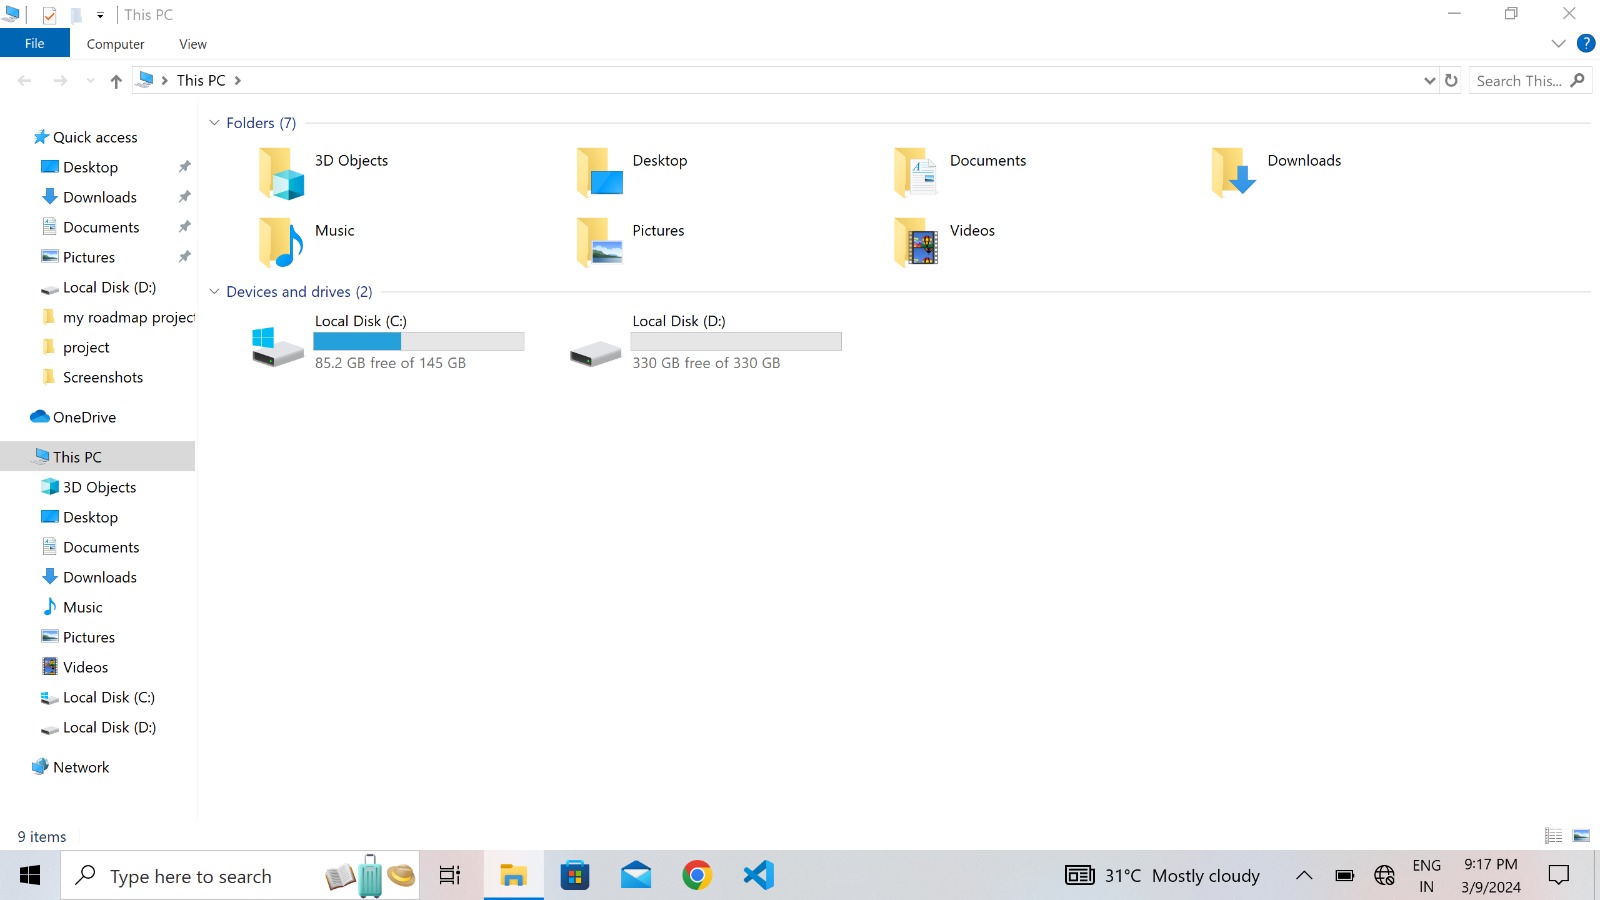 This PC
File Computer View
This PC
Search This...
Quick access
Desktop
Downloads
Documents
Pictures
Local Disk (D:)
my roadmap project
project
Screenshots
OneDrive
This PC
3D Objects
Desktop
Documents
Downloads
Music
Pictures
Videos
Local Disk (C:)
Local Disk (D:)
Network
Folders (7)
3D Objects Desktop Documents Downloads
Music Pictures Videos
Devices and drives (2)
Local Disk (C:) Local Disk (D:)
85.2 GB free of 145 GB 330 GB free of 330 GB
9 items
Type here to search
31°C Mostly cloudy
ENG
IN
9:17 PM
3/9/2024